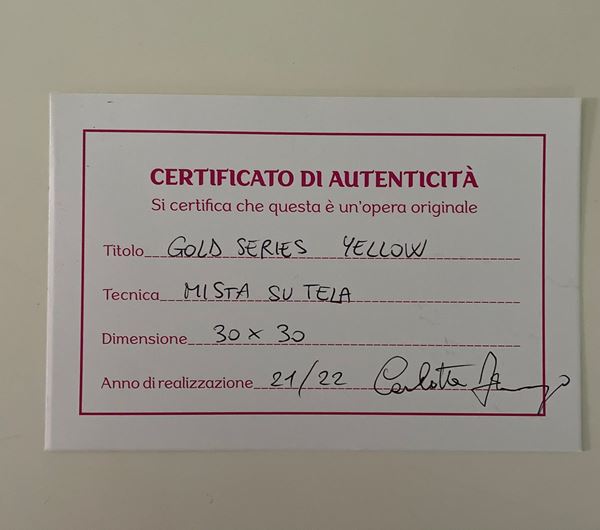 CERTIFICATO DI AUTENTICITÀ
Si certifica che questa è un'opera originale
Titolo GOLD SERIES YELLOW
Tecnica MISTA SU TELA
Dimensione 30 x 30
Anno di realizzazione 21/22 Carlotta